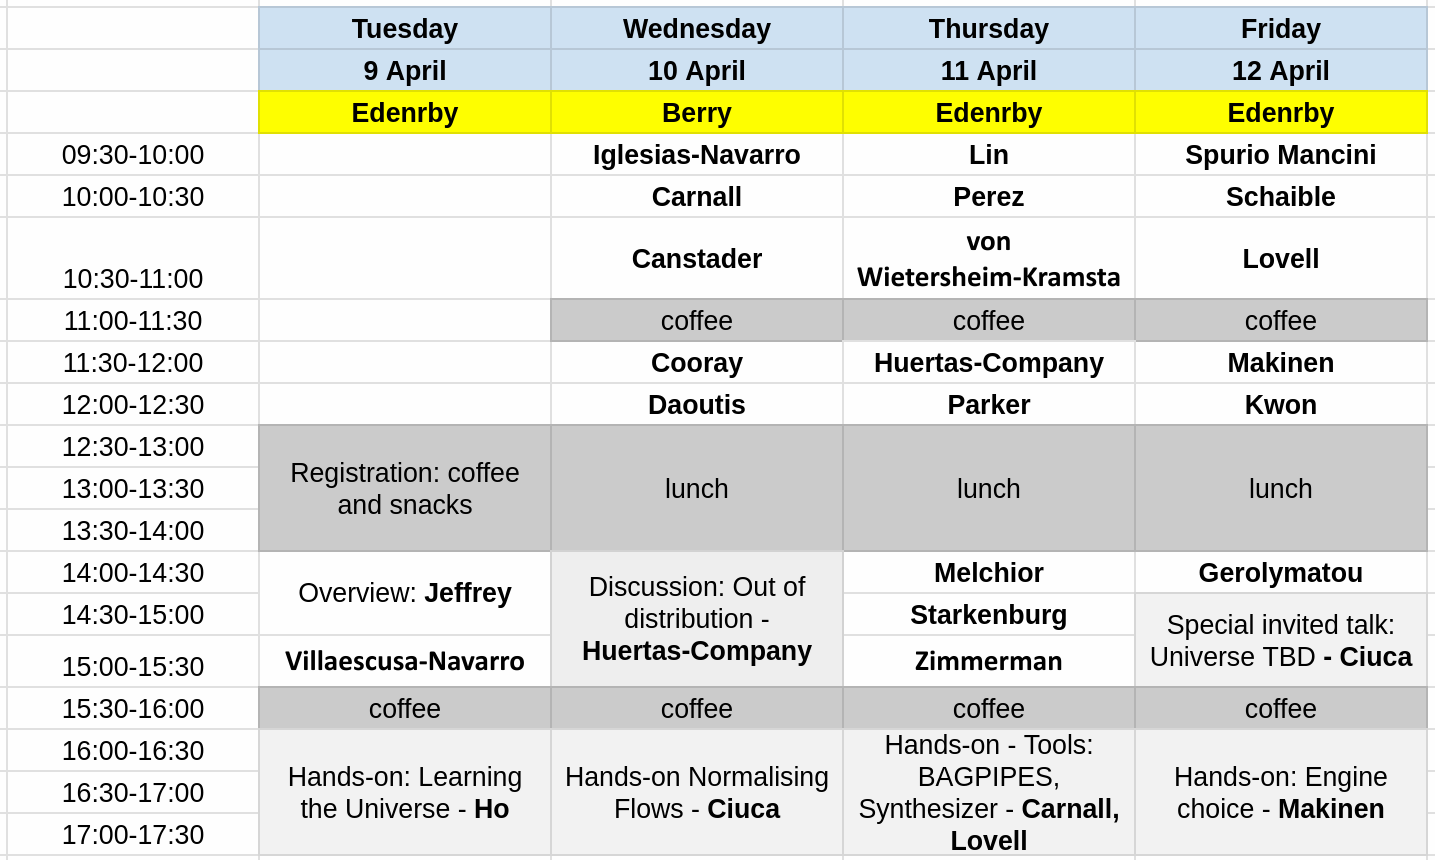 Tuesday Wednesday Thursday Friday
9 April 10 April 11 April 12 April
Edenrby Berry Edenrby Edenrby
09:30-10:00 Iglesias-Navarro Lin Spurio Mancini
10:00-10:30 Carnall Perez Schaible
von
10:30-11:00 Canstader Wietersheim-Kramsta Lovell
11:00-11:30 coffee coffee coffee
11:30-12:00 Cooray Huertas-Company Makinen
12:00-12:30 Daoutis Parker Kwon
12:30-13:00
13:00-13:30
13:30-14:00
Registration: coffee
and snacks
lunch
lunch
lunch
14:00-14:30
14:30-15:00
15:00-15:30
Overview: Jeffrey
Villaescusa-Navarro
Discussion: Out of
distribution -
Huertas-Company
Melchior
Starkenburg
Zimmerman
Gerolymatou
Special invited talk:
Universe TBD - Ciuca
15:30-16:00 coffee coffee coffee coffee
16:00-16:30
16:30-17:00
17:00-17:30
Hands-on: Learning
the Universe - Ho
Hands-on Normalising
Flows - Ciuca
Hands-on - Tools:
BAGPIPES,
Synthesizer - Carnall,
Lovell
Hands-on: Engine
choice - Makinen